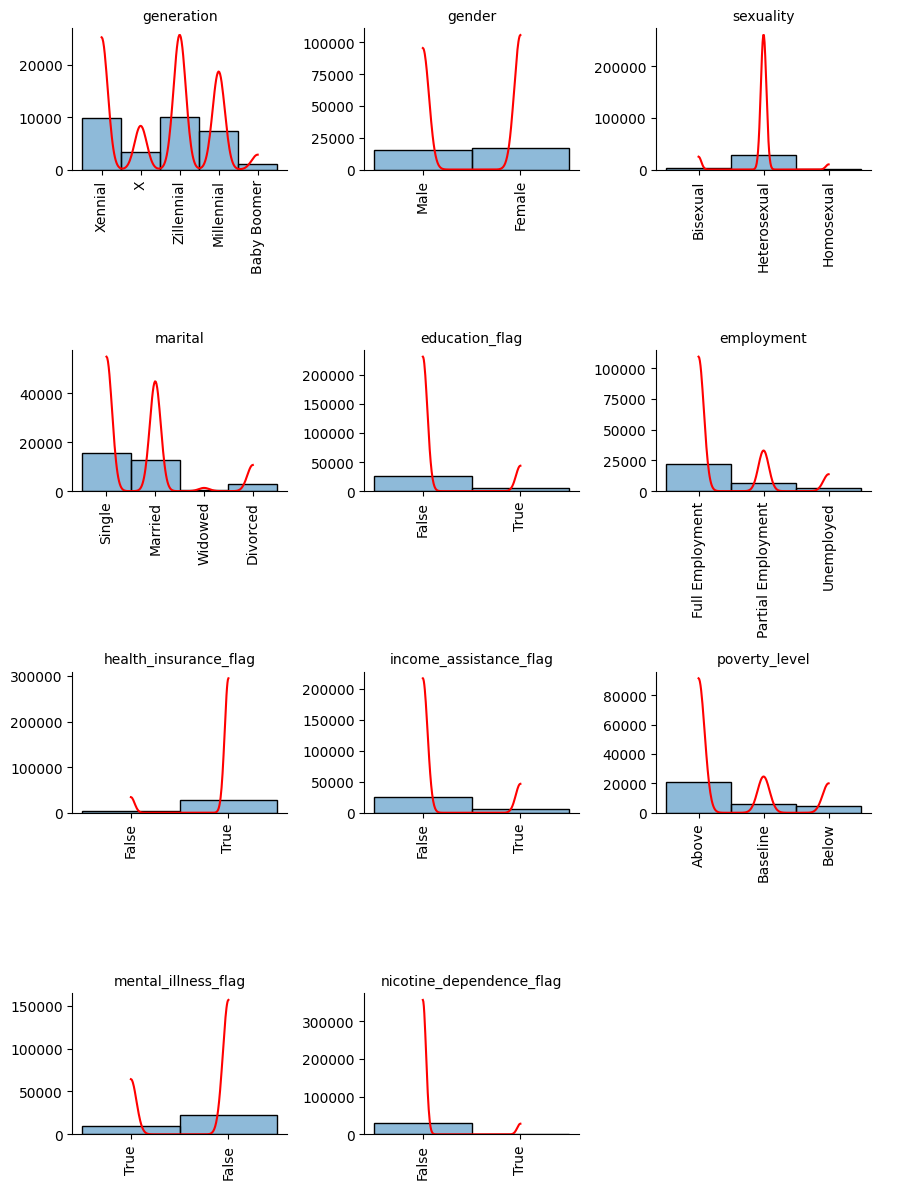 generation
20000
10000
0
Xennial
X
Zillennial
Millennial
Baby Boomer
gender
100000
75000
50000
25000
0
Male
Female
sexuality
200000
100000
0
Bisexual
Heterosexual
Homosexual
marital
40000
20000
0
Single
Married
Widowed
Divorced
education_flag
200000
150000
100000
50000
0
False
True
employment
100000
75000
50000
25000
0
Full Employment
Partial Employment
Unemployed
health_insurance_flag
300000
200000
100000
0
False
True
income_assistance_flag
200000
150000
100000
50000
0
False
True
poverty_level
80000
60000
40000
20000
0
Above
Baseline
Below
mental_illness_flag
150000
100000
50000
0
True
False
nicotine_dependence_flag
300000
200000
100000
0
False
True